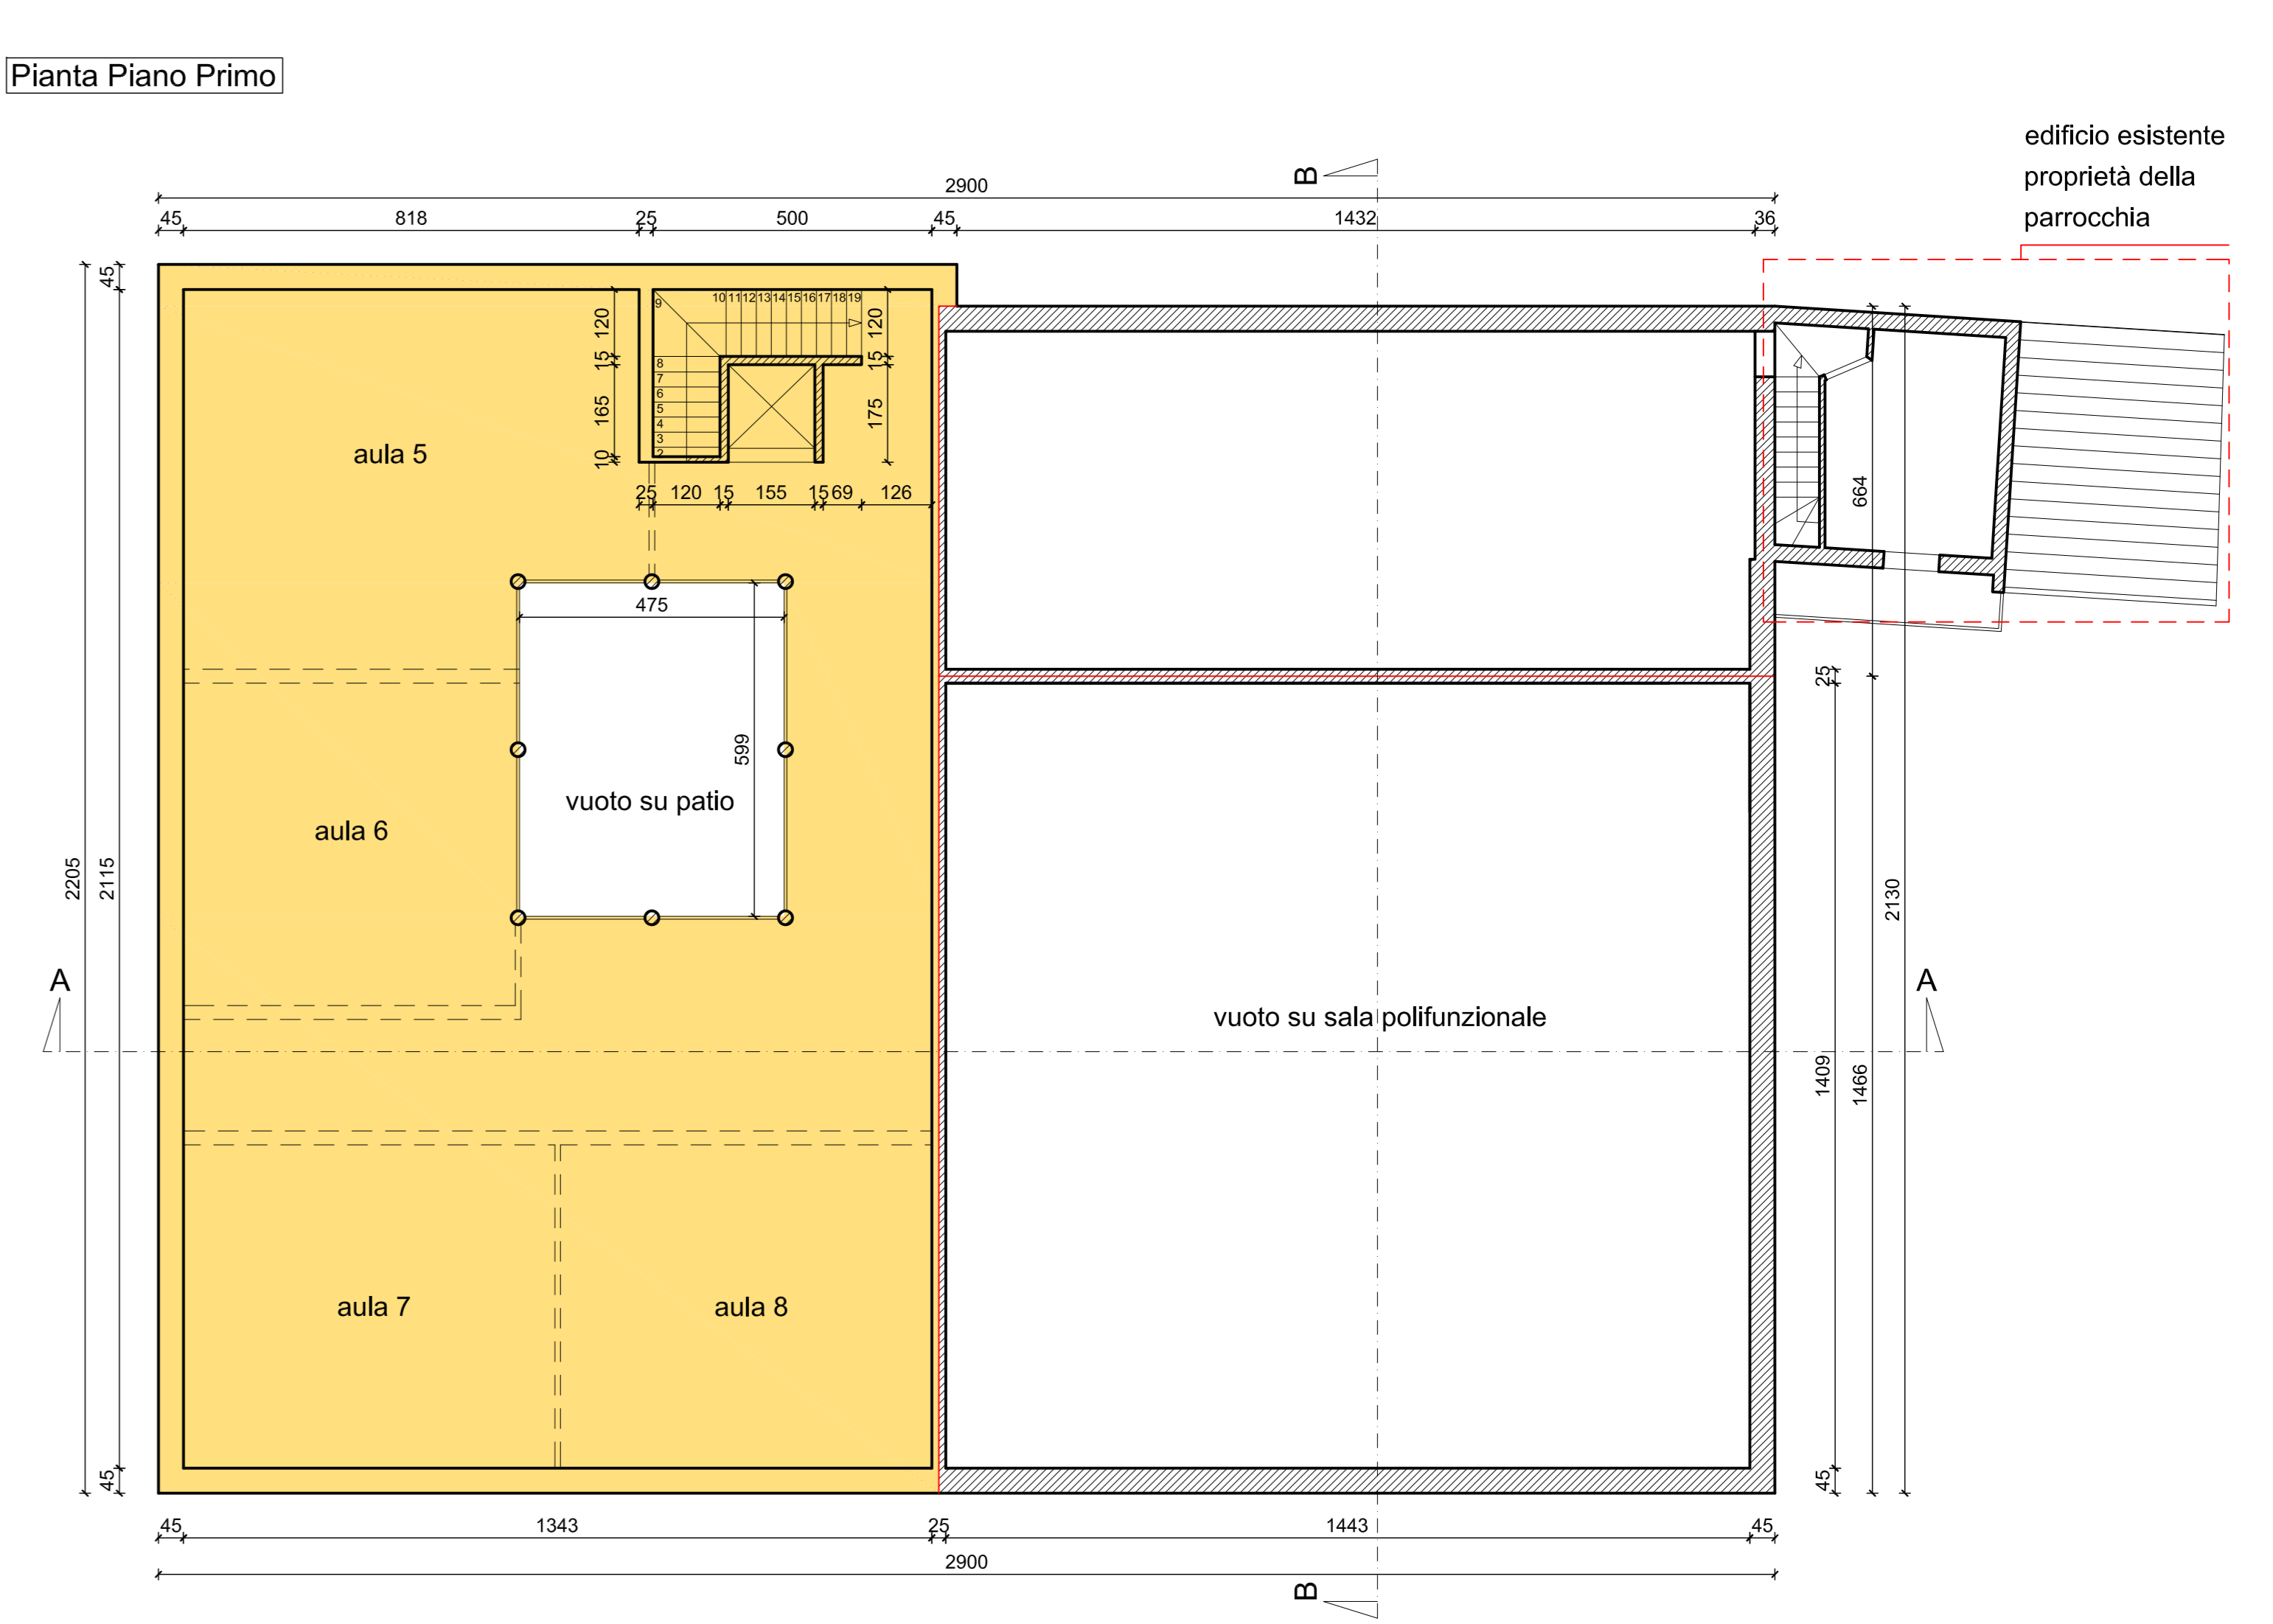 Pianta Piano Primo
edificio esistente
proprietà della
parrocchia
B
2900
45 818 25 500 45 1432 36
45
9 10 11 12 13 14 15 16 17 18 19
120 120
15 15
8
7
6
5
4
3
2
165 175
10
aula 5
25 120 15 155 15 69 126
664
475
25
599
vuoto su patio
aula 6
2205
2115
2130
A A
vuoto su sala polifunzionale
1409
1466
aula 7 aula 8
45 45
45 1343 25 1443 45
2900
B